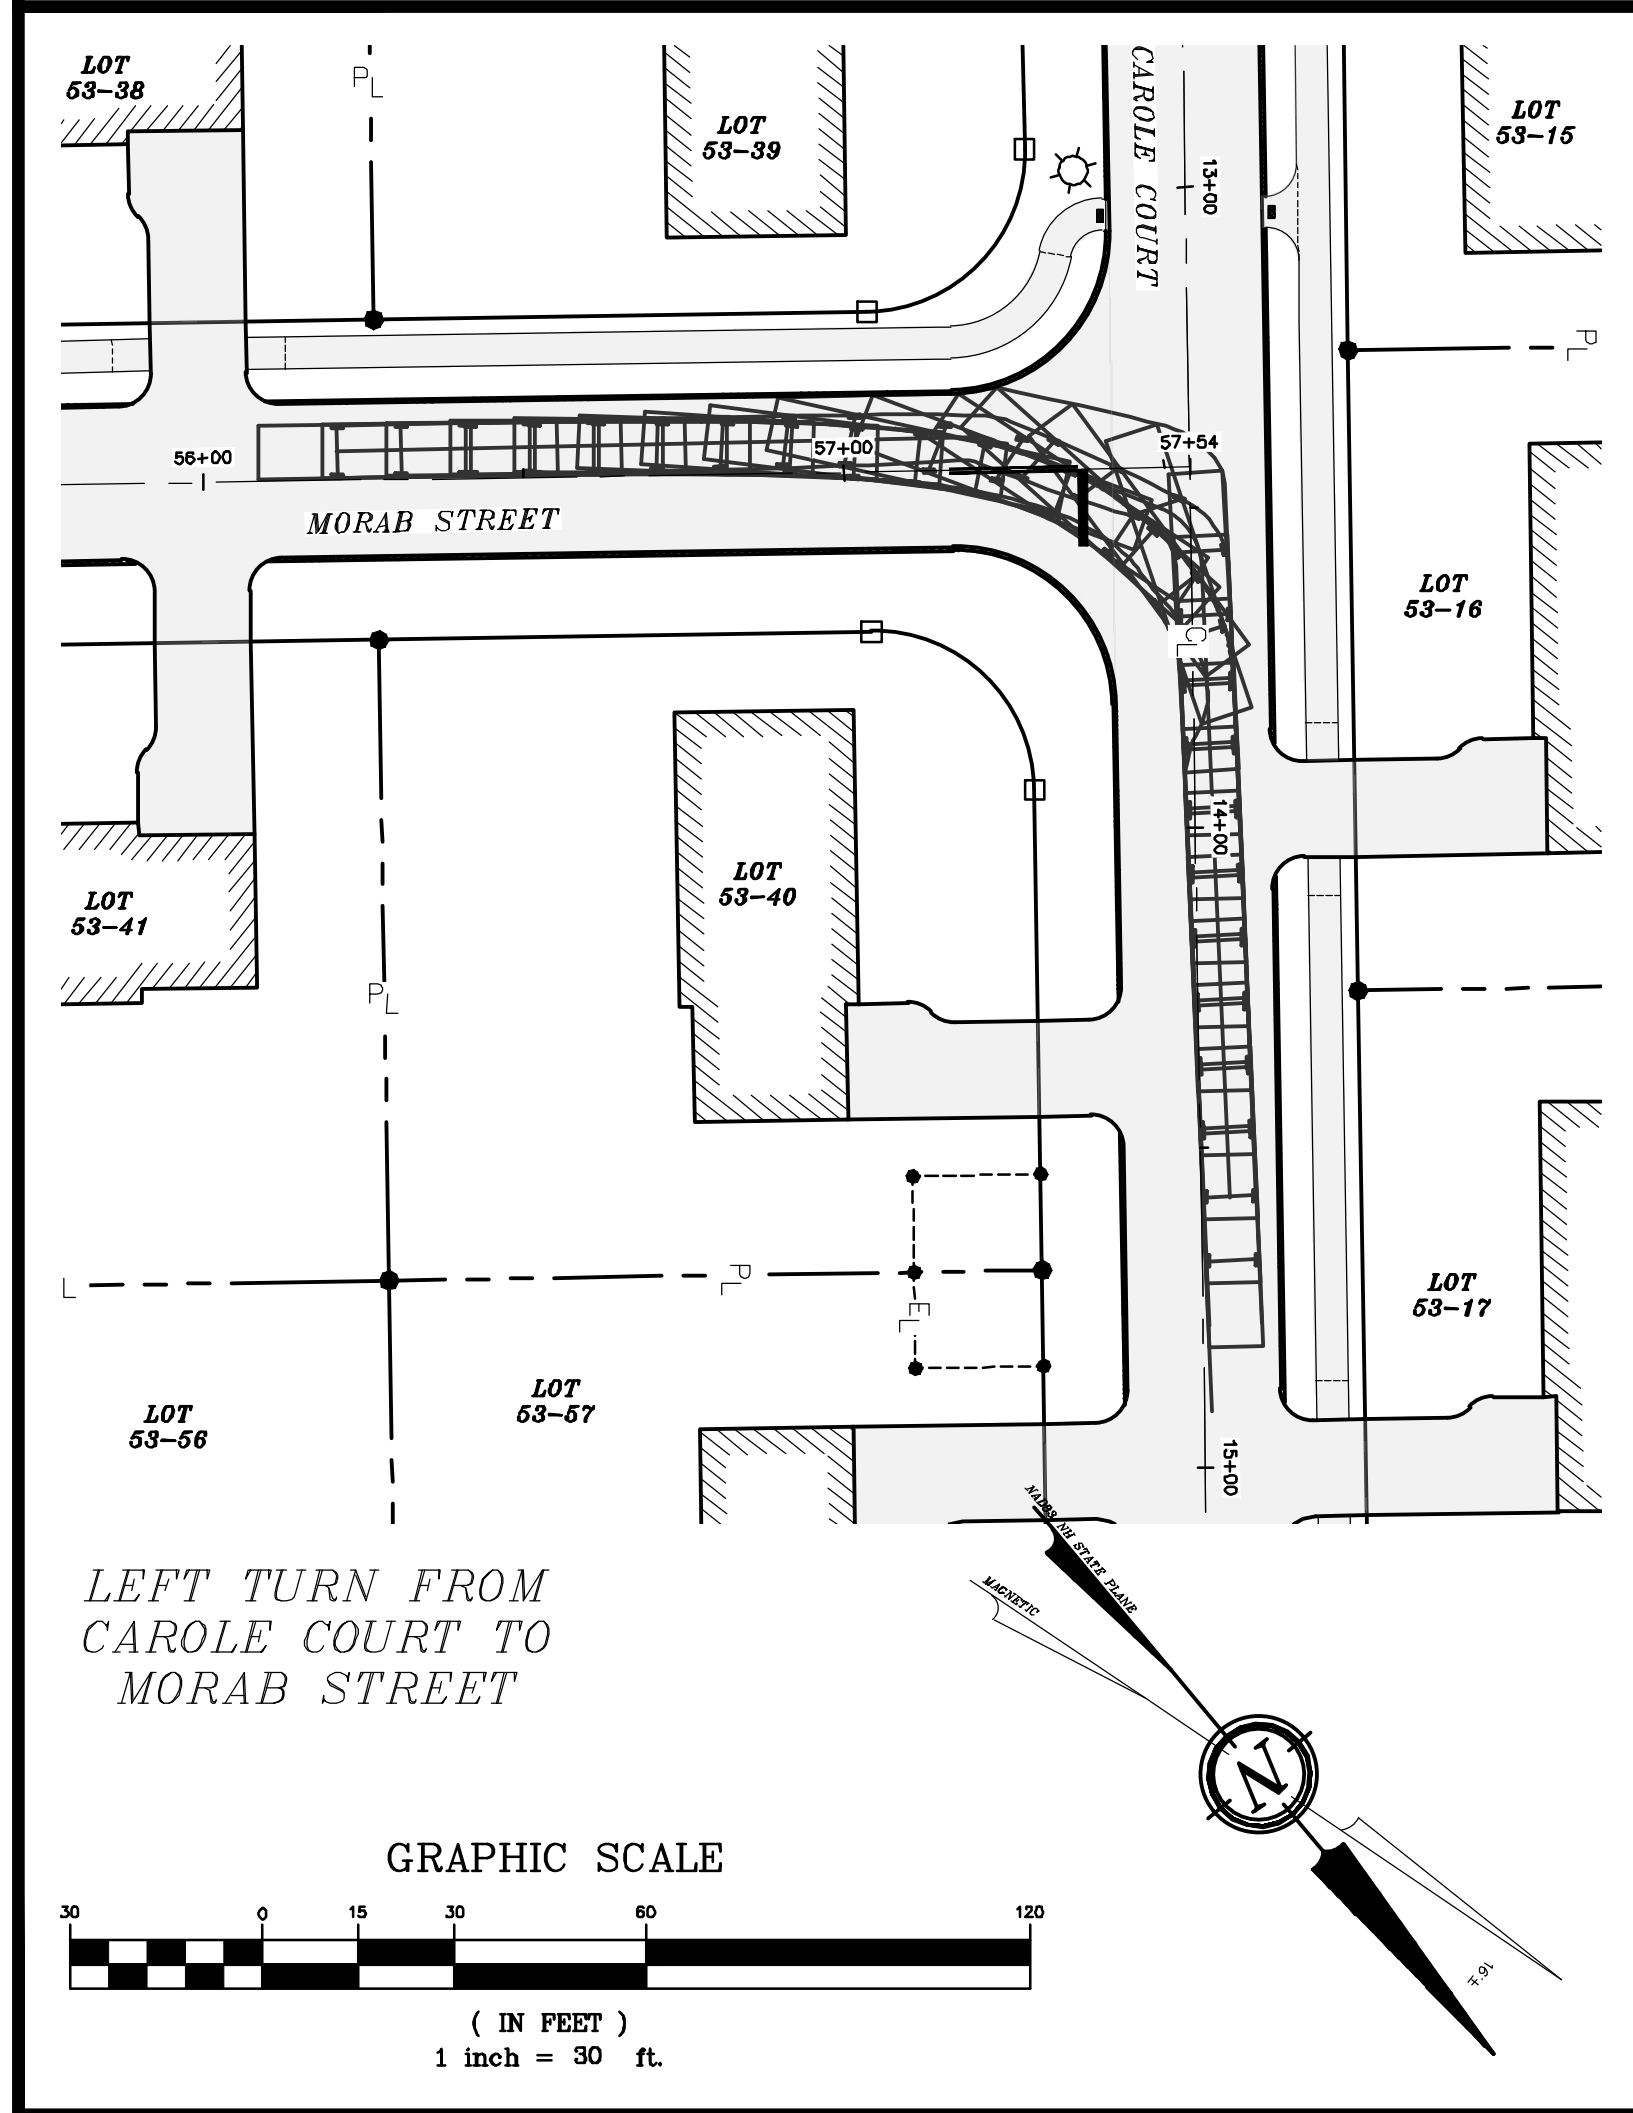 LOT
53-38
PL
LOT
53-39
CAROLE COURT
13+00
LOT
53-15
PL
56+00
57+00
57+54
MORAB STREET
LOT
53-16
CL
14+00
LOT
53-40
LOT
53-41
PL
LOT
53-17
L
PL
EL
LOT
53-57
LOT
53-56
15+00
NAD83 NH STATE PLANE
MAGNETIC
LEFT TURN FROM
CAROLE COURT TO
MORAB STREET
N
GRAPHIC SCALE
30 0 15 30 60 120
( IN FEET )
1 inch = 30 ft.